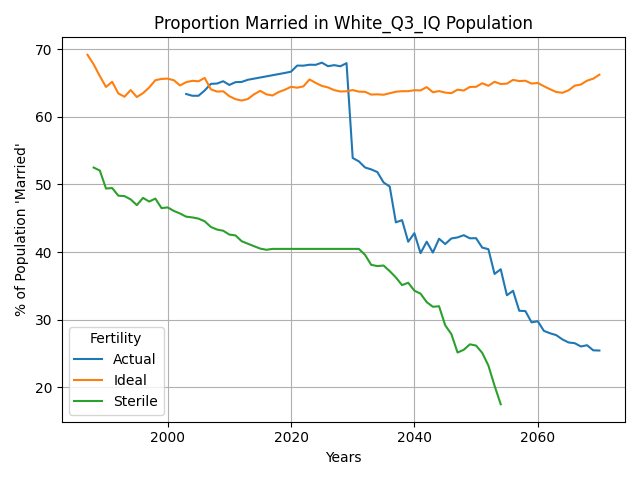 Proportion Married in White_Q3_IQ Population
% of Population 'Married'
70
60
50
40
30
20
Fertility
Actual
Ideal
Sterile
2000
2020
2040
2060
Years